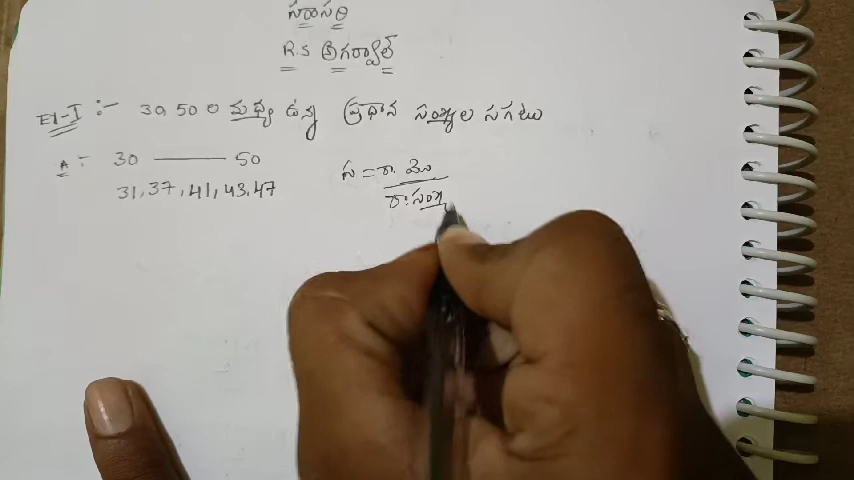 సరాసరి
R.S అగర్వాల్
EX-I :- 30, 50 ల మధ్య ఉన్న ప్రధాన సంఖ్యల సగటు
A :- 30 —— 50
31, 37, 41, 43, 47
స = రా. మొ
రా. సంఖ్య